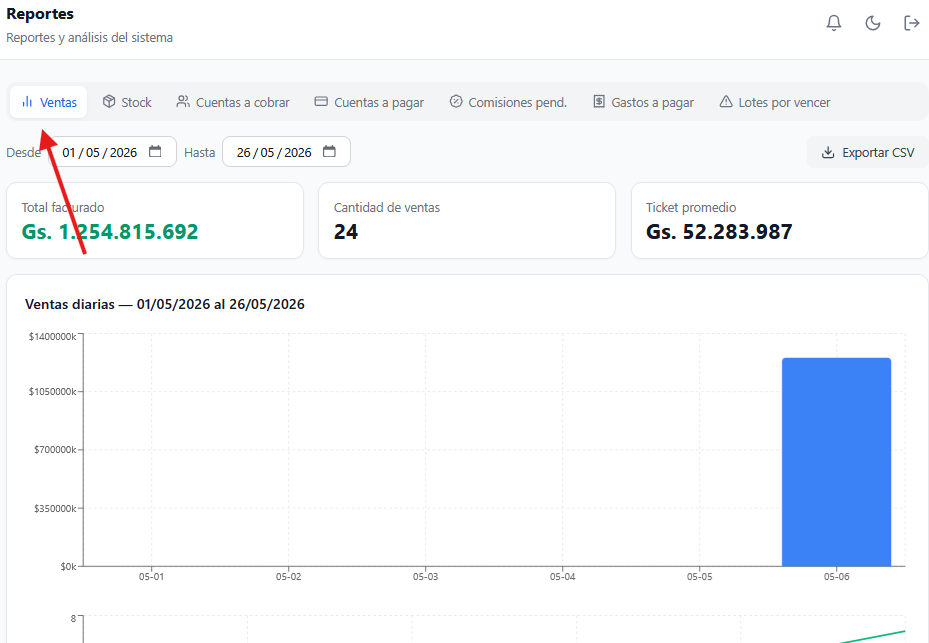 Reportes
Reportes y análisis del sistema
Ventas Stock Cuentas a cobrar Cuentas a pagar Comisiones pend. Gastos a pagar Lotes por vencer
Desde 01 / 05 / 2026 Hasta 26 / 05 / 2026 Exportar CSV
Total facturado Cantidad de ventas Ticket promedio
Gs. 1.254.815.692 24 Gs. 52.283.987
Ventas diarias — 01/05/2026 al 26/05/2026
$1400000k
$1050000k
$700000k
$350000k
$0k
05-01 05-02 05-03 05-04 05-05 05-06
8